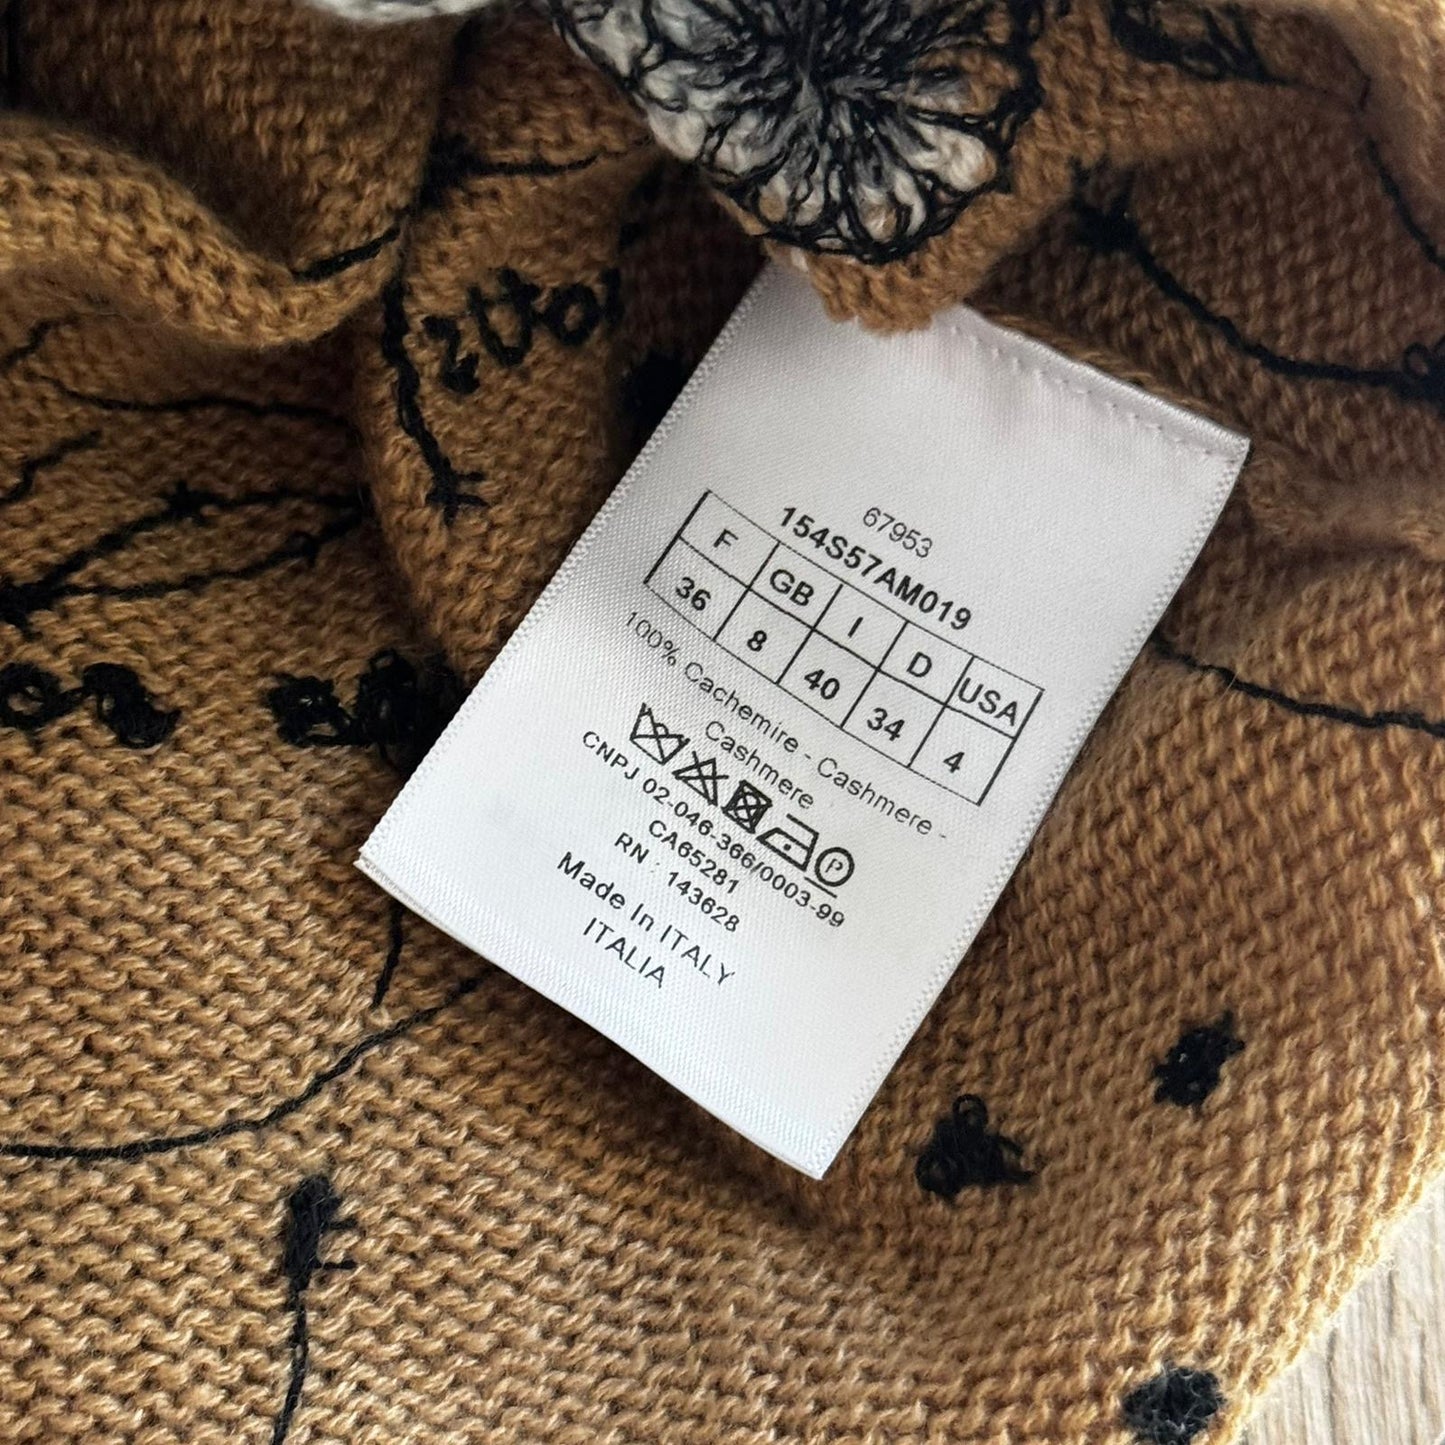 67953
154S57AM019
F GB I D USA
36 8 40 34 4
100% Cachemire - Cashmere -
Cashmere
P
CNPJ 02-046-366/0003-99
CA65281
RN : 143628
Made In ITALY
ITALIA